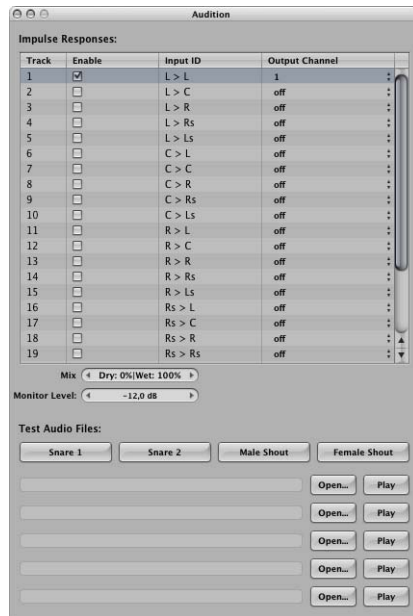 Audition
Impulse Responses:
Track Enable Input ID Output Channel
1 L > L 1
2 L > C off
3 L > R off
4 L > Rs off
5 L > Ls off
6 C > L off
7 C > C off
8 C > R off
9 C > Rs off
10 C > Ls off
11 R > L off
12 R > C off
13 R > R off
14 R > Rs off
15 R > Ls off
16 Rs > L off
17 Rs > C off
18 Rs > R off
19 Rs > Rs off
Mix Dry: 0%|Wet: 100%
Monitor Level: -12,0 dB
Test Audio Files:
Snare 1 Snare 2 Male Shout Female Shout
Open... Play
Open... Play
Open... Play
Open... Play
Open... Play